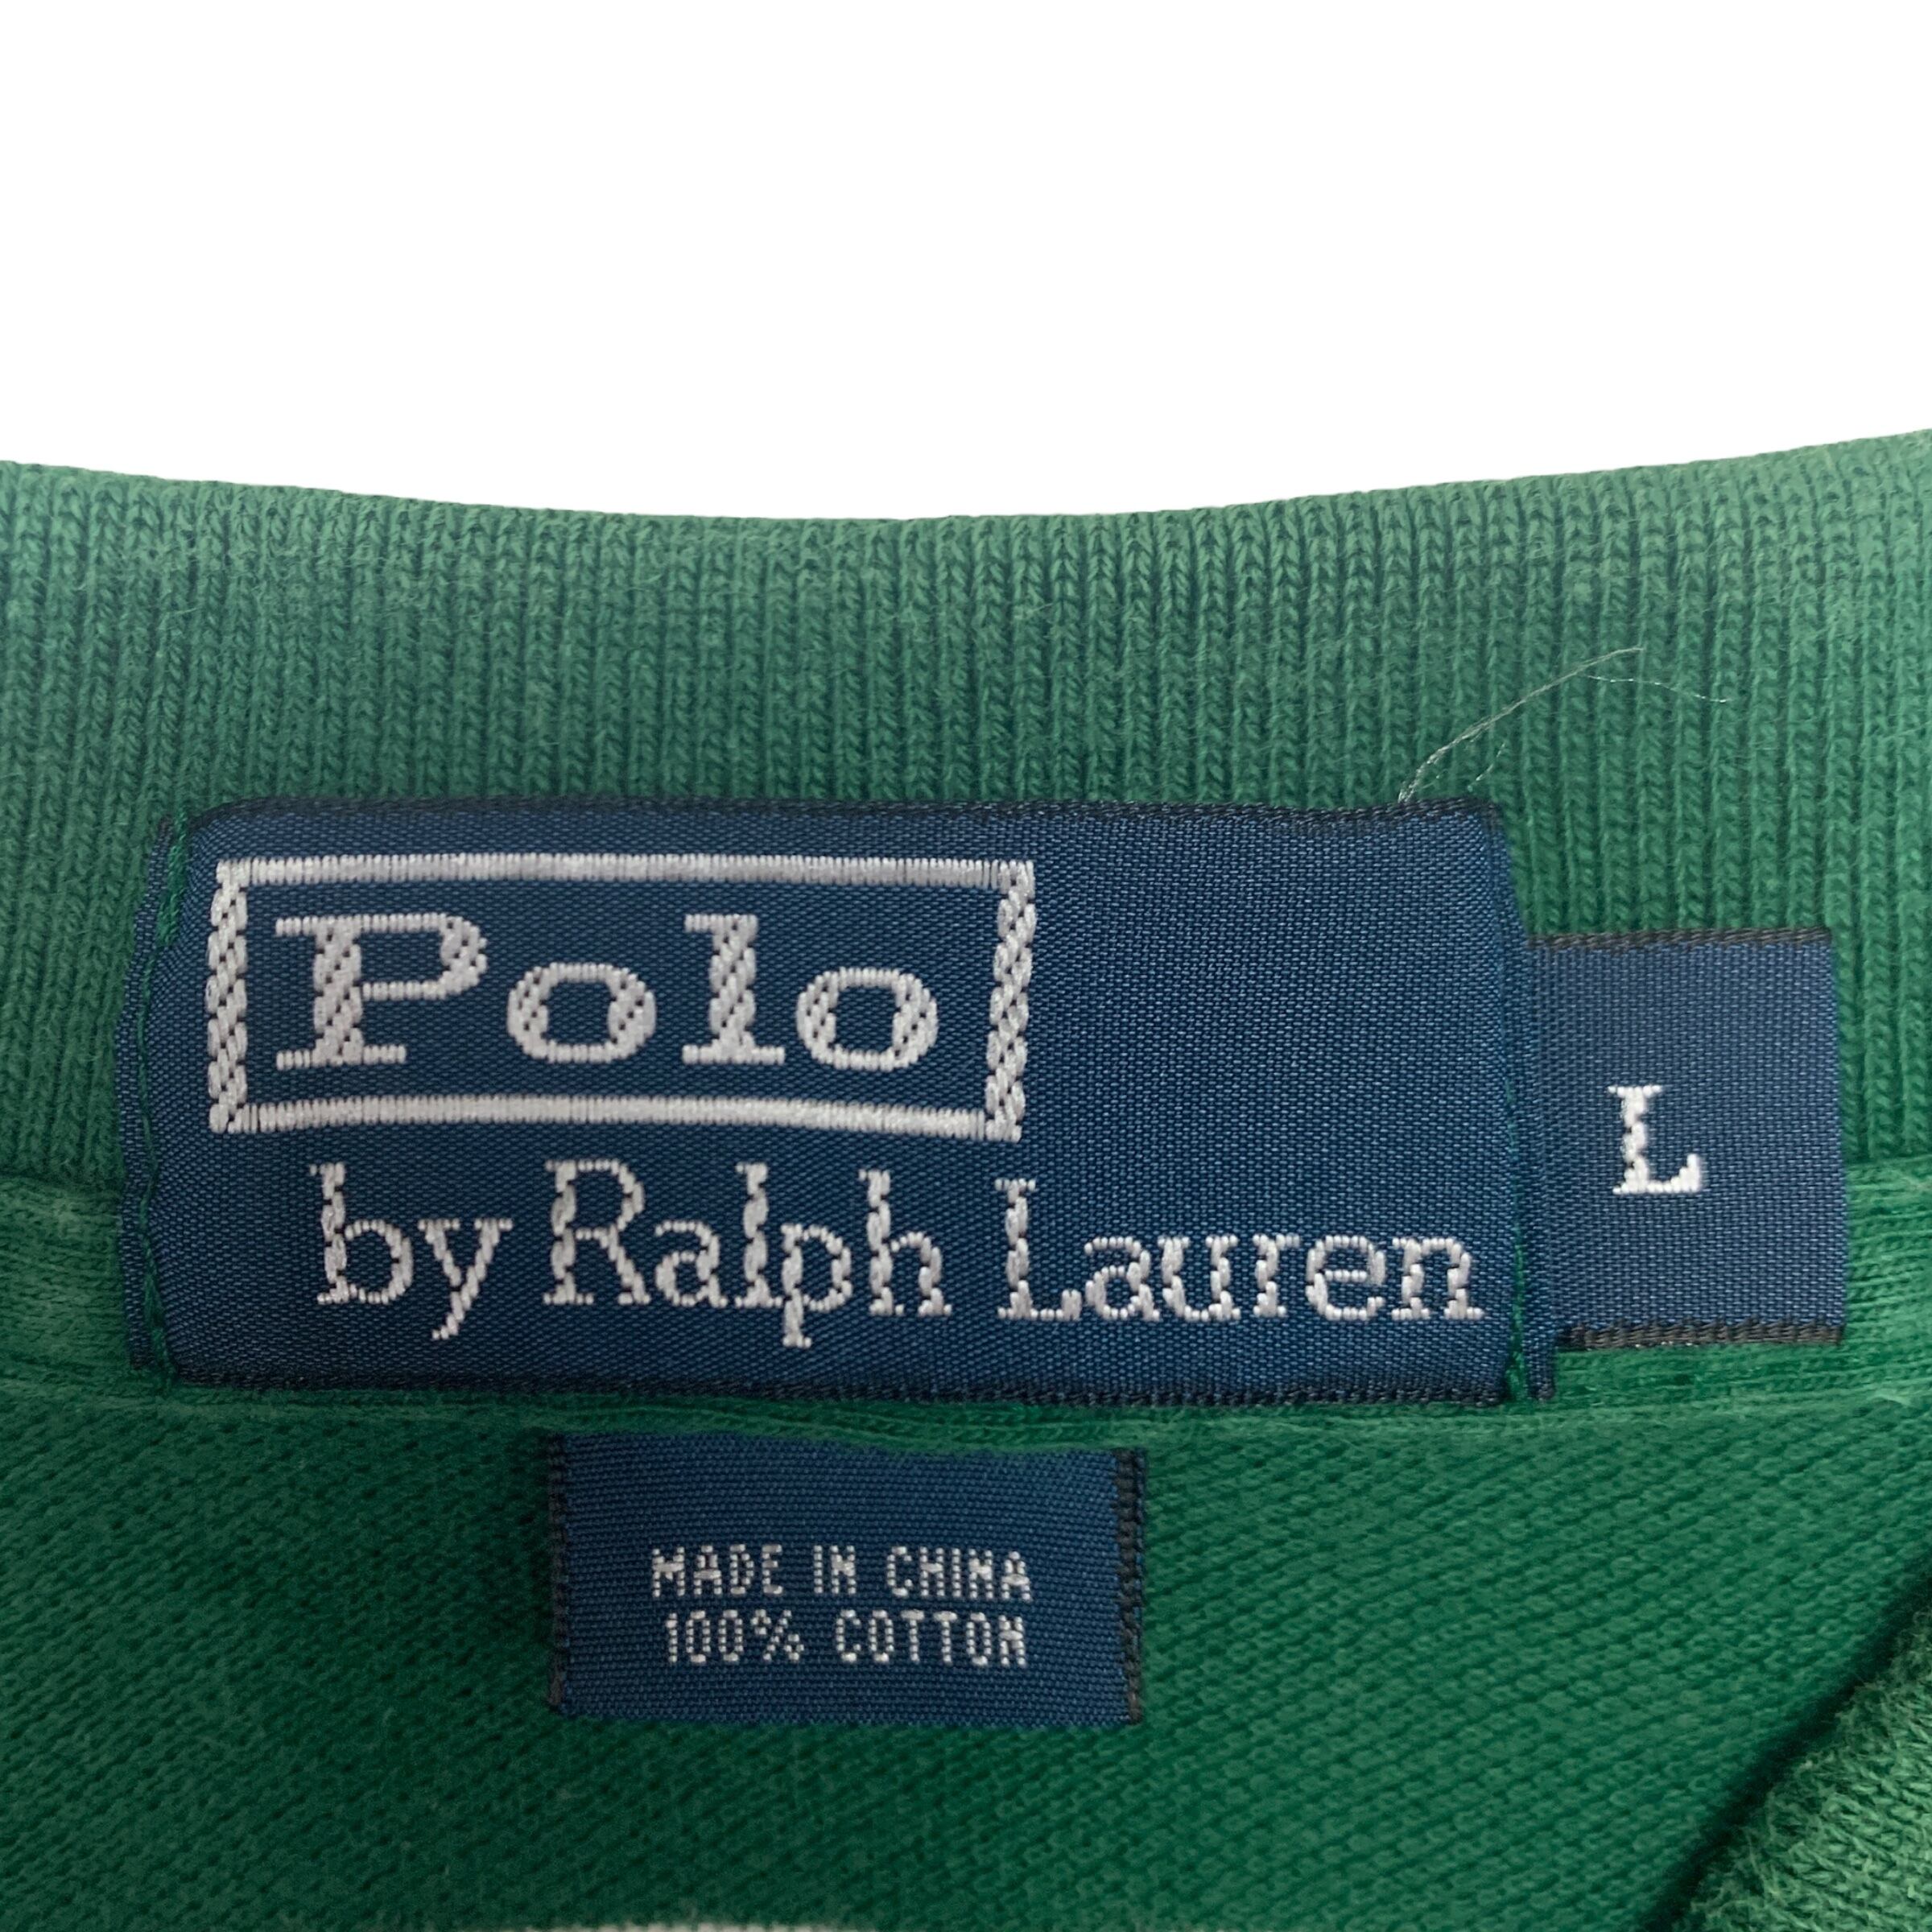 Polo
by Ralph Lauren
L
MADE IN CHINA
100% COTTON